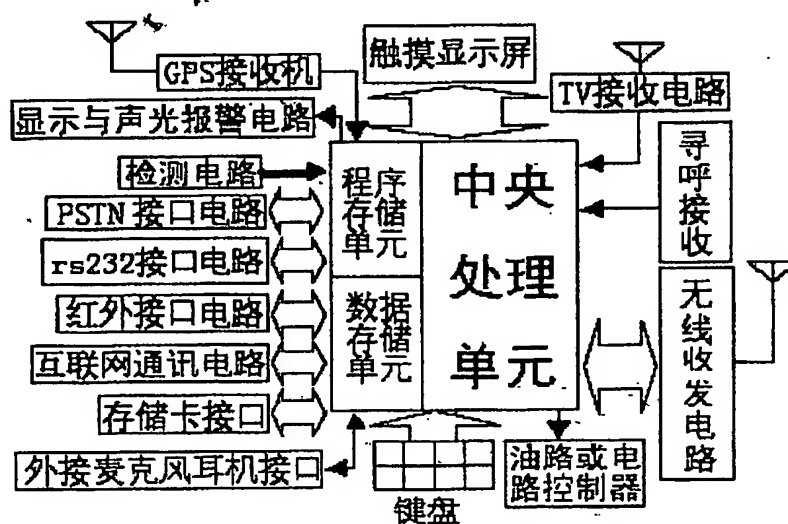 触摸显示屏
GPS接收机
TV接收电路
显示与声光报警电路
检测电路
PSTN接口电路
rs232接口电路
红外接口电路
互联网通讯电路
存储卡接口
外接麦克风耳机接口
程序
存储
单元
数据
存储
单元
中央
处理
单元
寻呼接收
无线收发电路
油路或电
路控制器
键盘